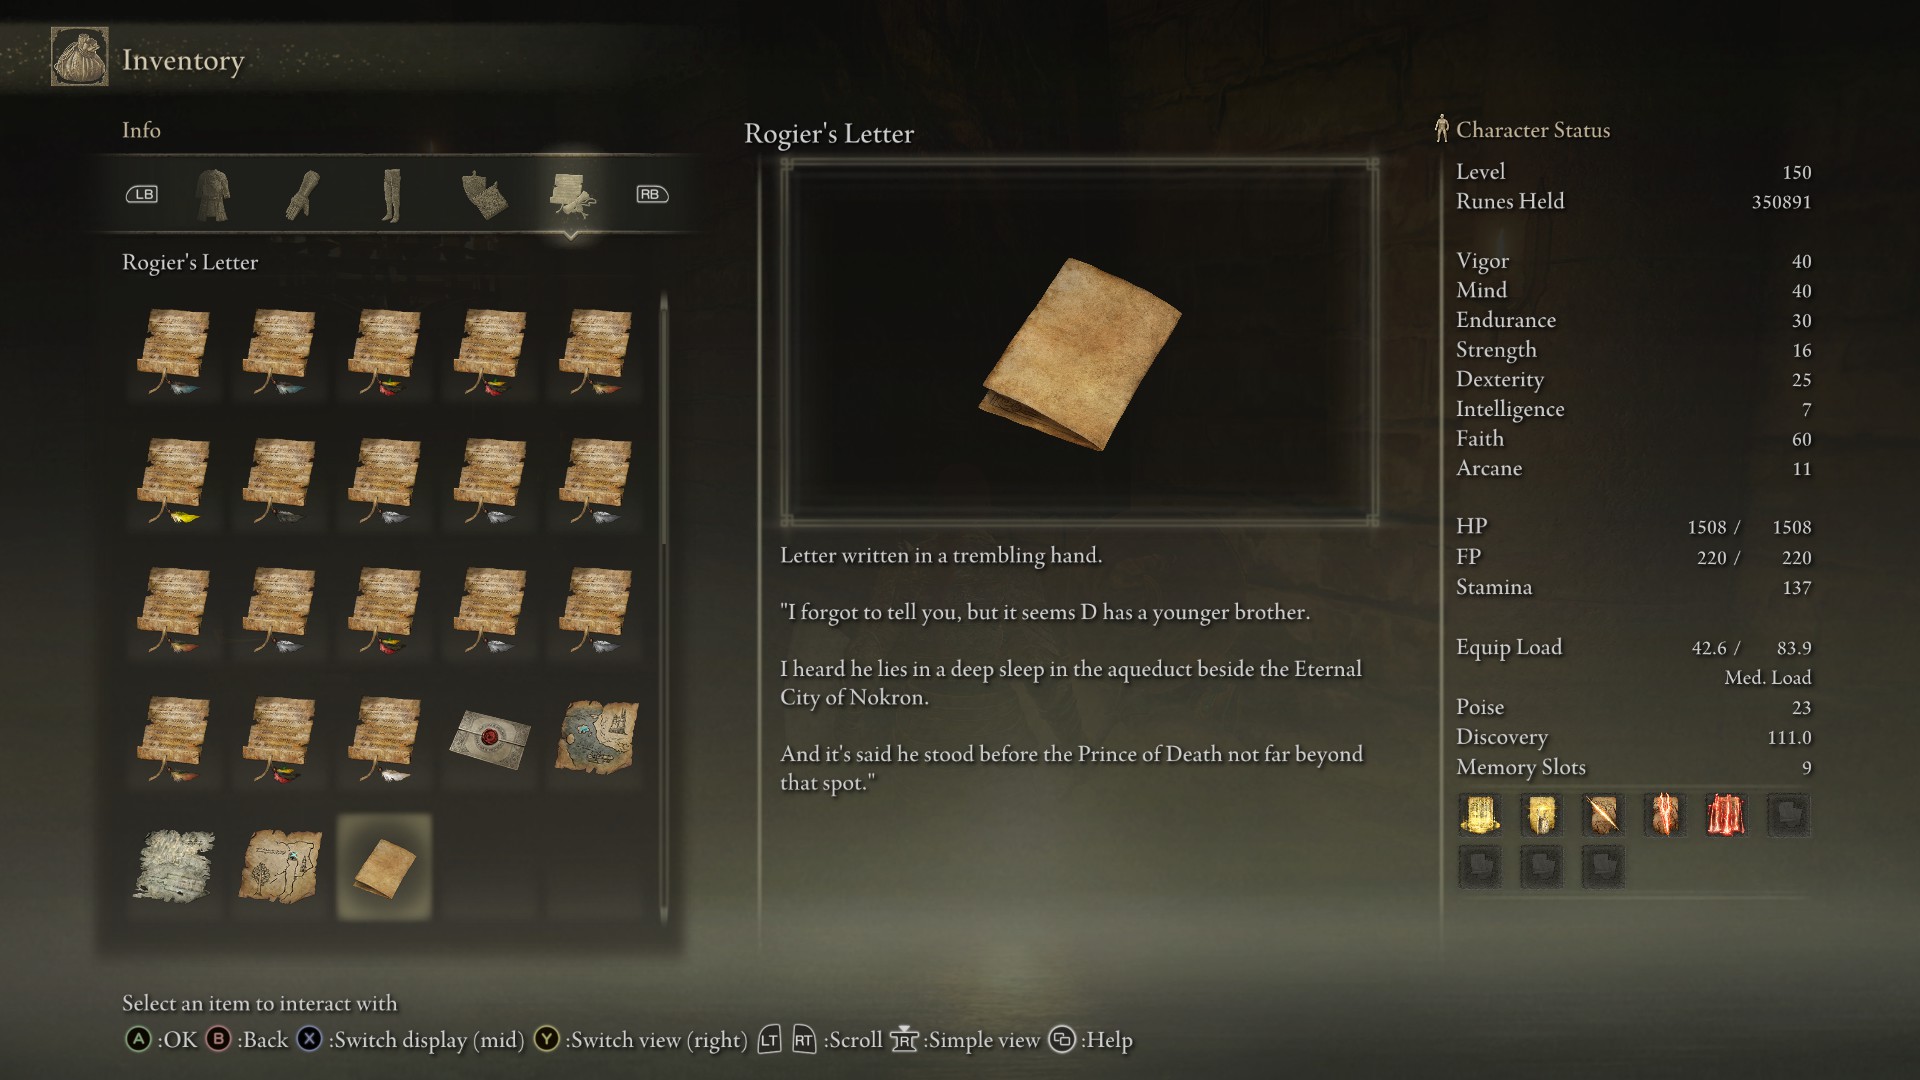 Inventory
Info
LB
RB
Rogier's Letter
Rogier's Letter
Letter written in a trembling hand.
"I forgot to tell you, but it seems D has a younger brother.
I heard he lies in a deep sleep in the aqueduct beside the Eternal
City of Nokron.
And it's said he stood before the Prince of Death not far beyond
that spot."
Character Status
Level 150
Runes Held 350891
Vigor 40
Mind 40
Endurance 30
Strength 16
Dexterity 25
Intelligence 7
Faith 60
Arcane 11
HP 1508 / 1508
FP 220 / 220
Stamina 137
Equip Load 42.6 / 83.9
Med. Load
Poise 23
Discovery 111.0
Memory Slots 9
Select an item to interact with
A :OK B :Back X :Switch display (mid) Y :Switch view (right) LT RT :Scroll R :Simple view :Help